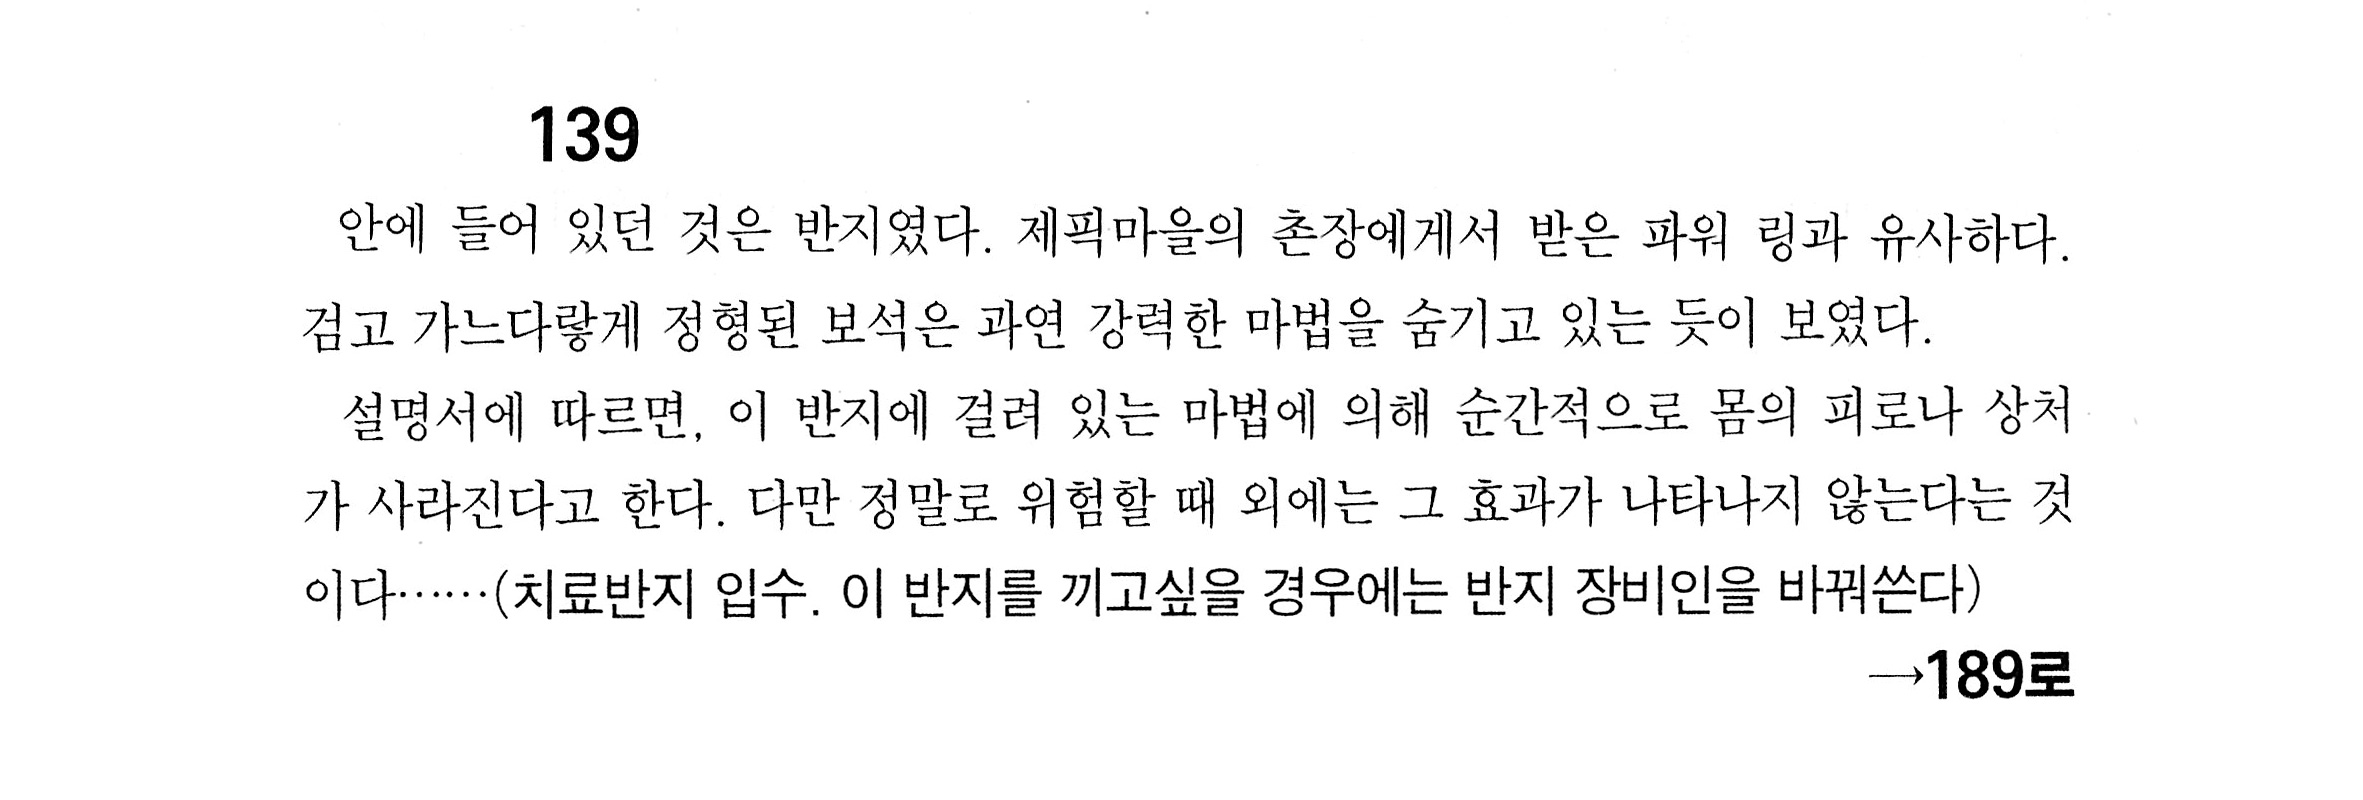 139
안에 들어 있던 것은 반지였다. 제픽마을의 촌장에게서 받은 파워 링과 유사하다.
검고 가느다랗게 정형된 보석은 과연 강력한 마법을 숨기고 있는 듯이 보였다.
설명서에 따르면, 이 반지에 걸려 있는 마법에 의해 순간적으로 몸의 피로나 상처
가 사라진다고 한다. 다만 정말로 위험할 때 외에는 그 효과가 나타나지 않는다는 것
이다……(치료반지 입수. 이 반지를 끼고싶을 경우에는 반지 장비인을 바꿔쓴다)
→189로